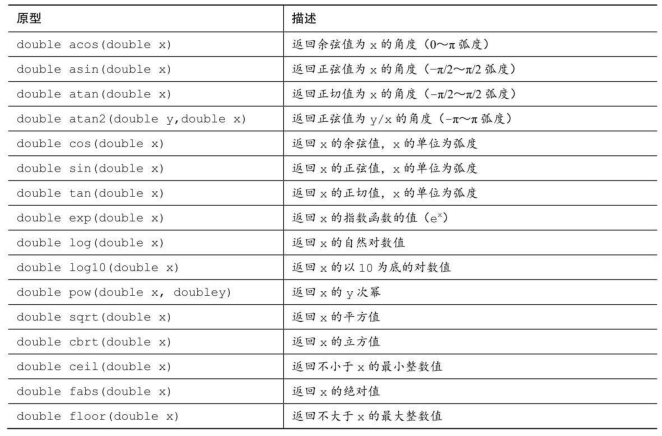 原型 描述
double acos(double x) 返回余弦值为 x 的角度（0～π 弧度）
double asin(double x) 返回正弦值为 x 的角度（−π/2～π/2 弧度）
double atan(double x) 返回正切值为 x 的角度（−π/2～π/2 弧度）
double atan2(double y,double x) 返回正弦值为 y/x 的角度（−π～π 弧度）
double cos(double x) 返回 x 的余弦值，x 的单位为弧度
double sin(double x) 返回 x 的正弦值，x 的单位为弧度
double tan(double x) 返回 x 的正切值，x 的单位为弧度
double exp(double x) 返回 x 的指数函数的值（eˣ）
double log(double x) 返回 x 的自然对数值
double log10(double x) 返回 x 的以 10 为底的对数值
double pow(double x, doubley) 返回 x 的 y 次幂
double sqrt(double x) 返回 x 的平方值
double cbrt(double x) 返回 x 的立方值
double ceil(double x) 返回不小于 x 的最小整数值
double fabs(double x) 返回 x 的绝对值
double floor(double x) 返回不大于 x 的最大整数值